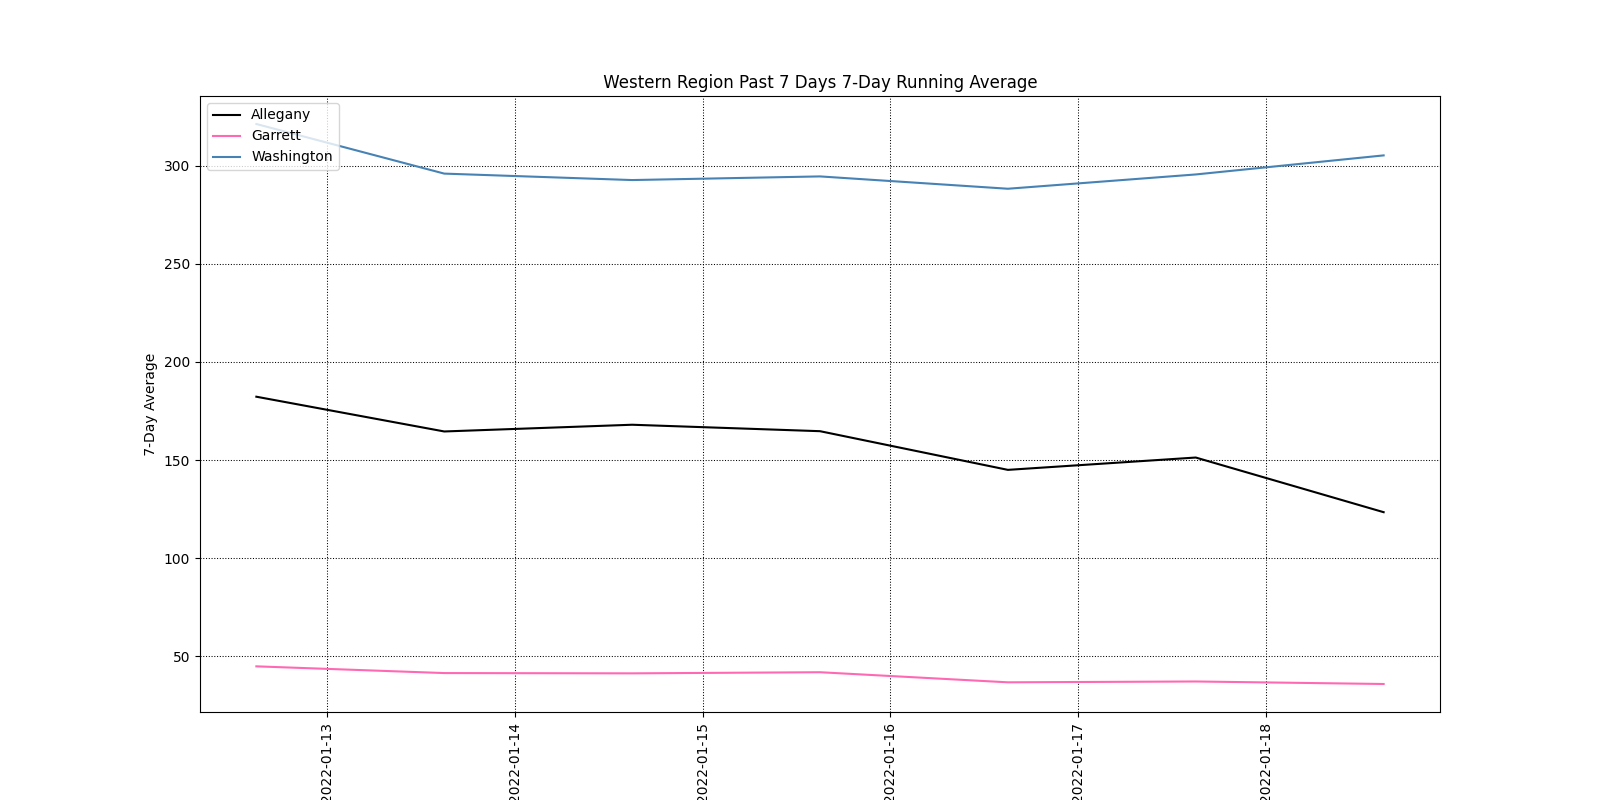 Western Region Past 7 Days 7-Day Running Average
Allegany
Garrett
Washington
300
250
200
150
100
50
7-Day Average
2022-01-13
2022-01-14
2022-01-15
2022-01-16
2022-01-17
2022-01-18